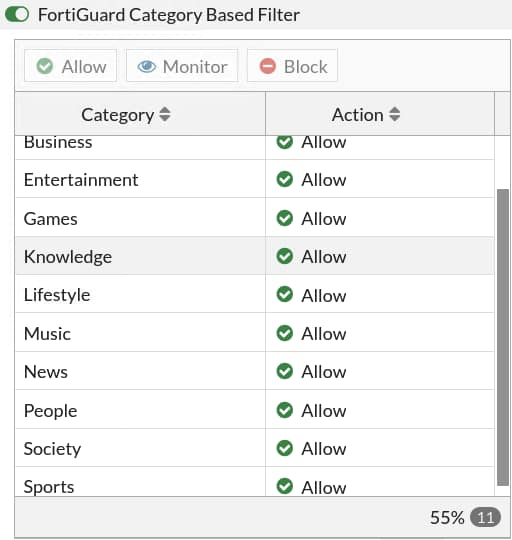 FortiGuard Category Based Filter
Allow Monitor Block
Category Action
Business Allow
Entertainment Allow
Games Allow
Knowledge Allow
Lifestyle Allow
Music Allow
News Allow
People Allow
Society Allow
Sports Allow
55% 11